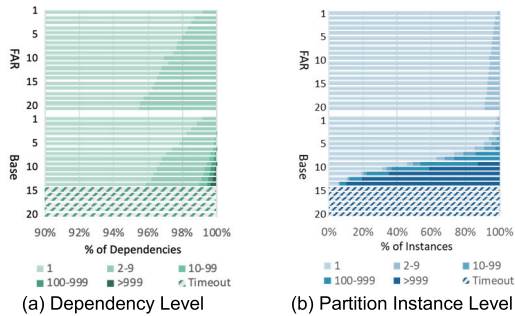 FAR
1
5
10
15
20
Base
1
5
10
15
20
90% 92% 94% 96% 98% 100%
% of Dependencies
1 2-9 10-99
100-999 >999 Timeout
(a) Dependency Level
FAR
1
5
10
15
20
Base
1
5
10
15
20
0% 20% 40% 60% 80% 100%
% of Instances
1 2-9 10-99
100-999 >999 Timeout
(b) Partition Instance Level